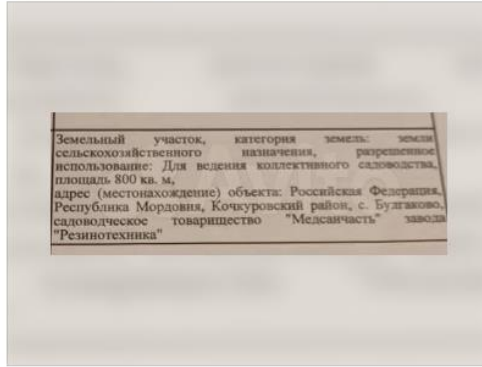 Земельный участок, категория земель: земли
сельскохозяйственного назначения, разрешенное
использование: Для ведения коллективного садоводства,
площадь 800 кв. м,
адрес (местонахождение) объекта: Российская Федерация,
Республика Мордовия, Кочкуровский район, с. Булгаково,
садоводческое товарищество "Медсанчасть" завода
"Резинотехника"